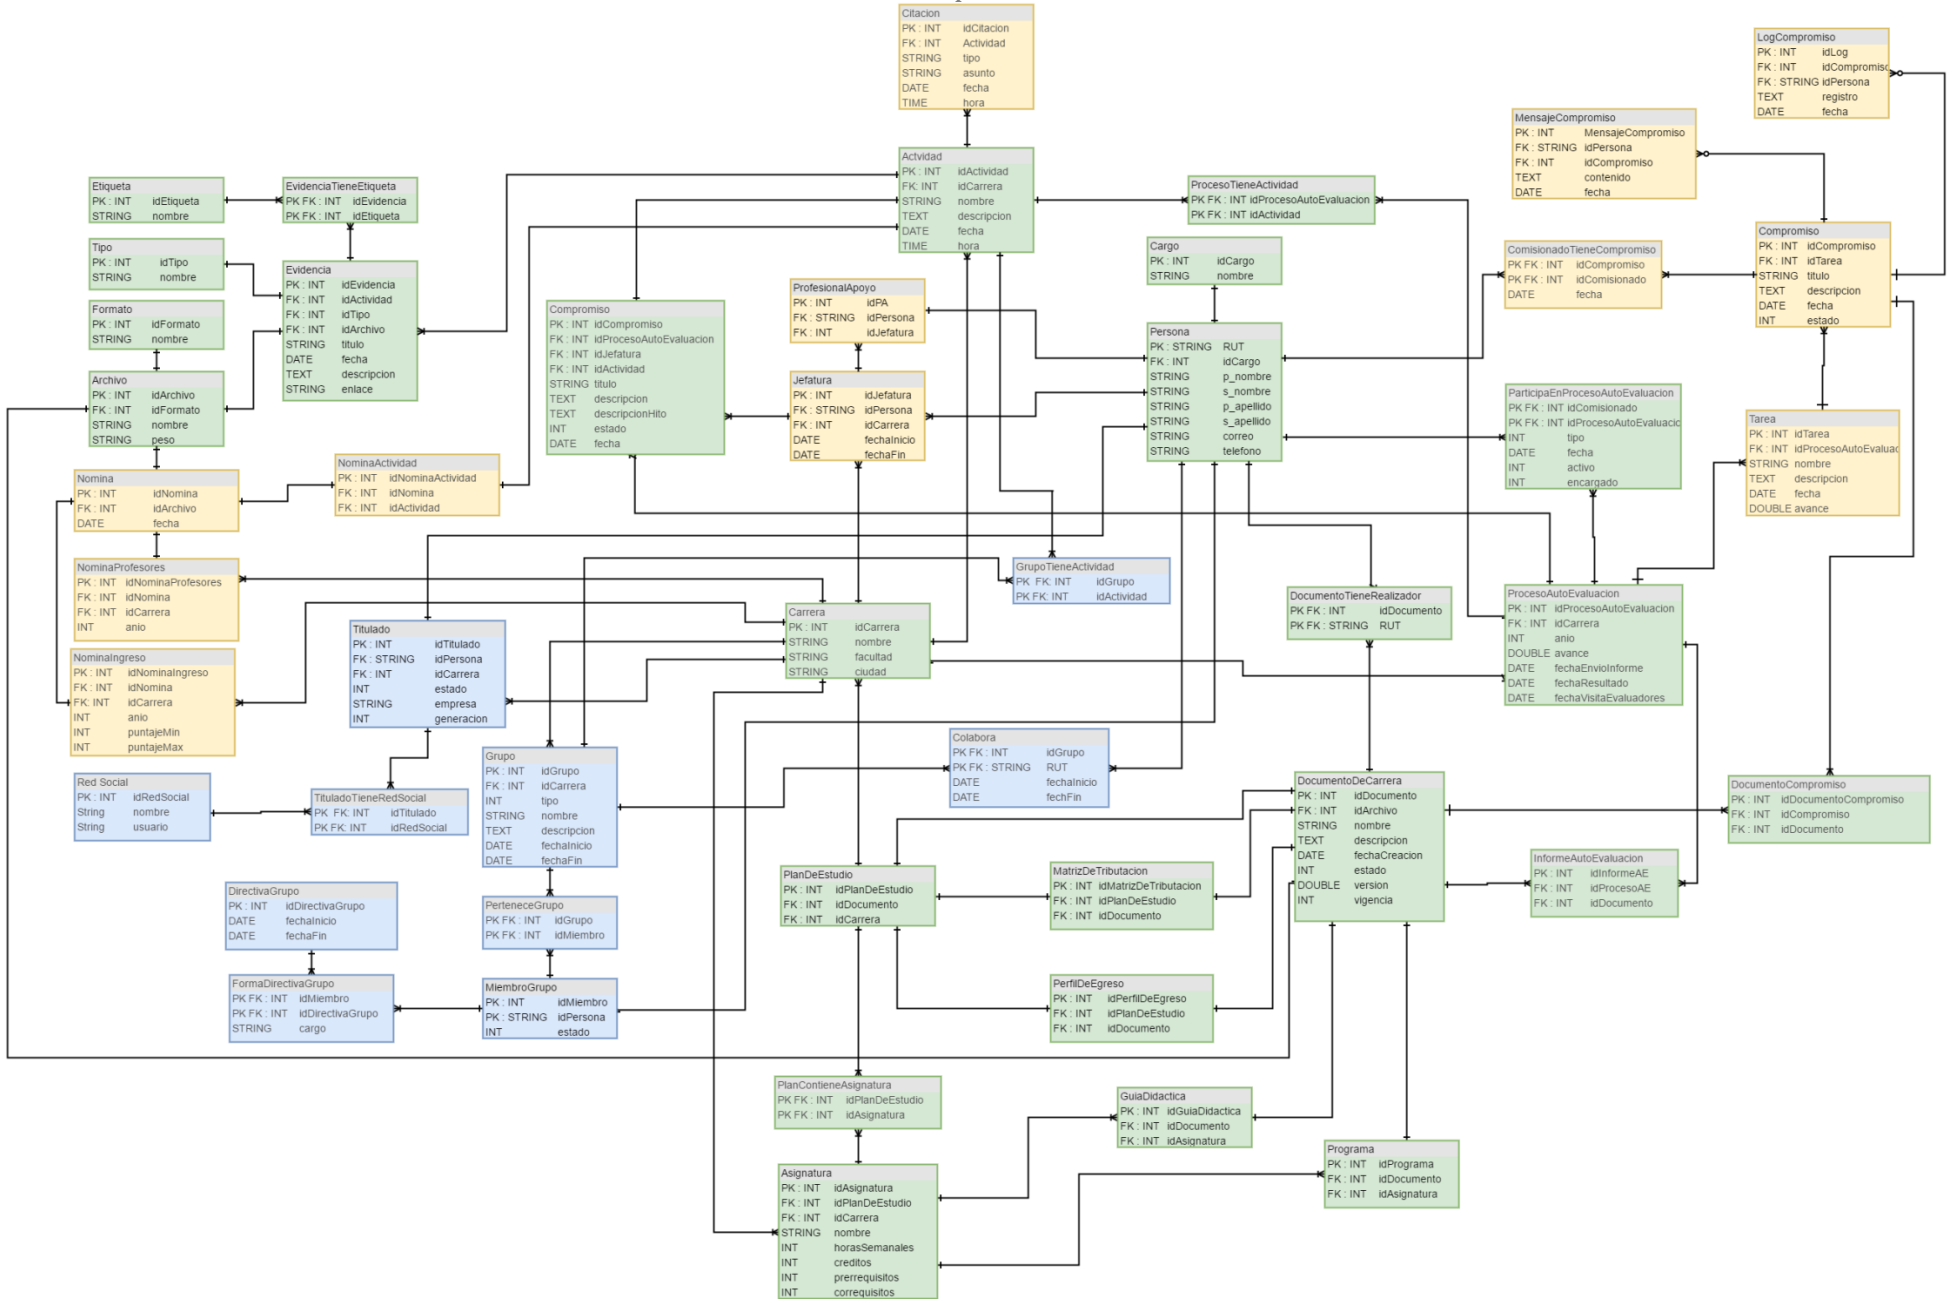 Citacion
PK : INT idCitacion
FK : INT Actividad
STRING tipo
STRING asunto
DATE fecha
TIME hora
LogCompromiso
PK : INT idLog
FK : INT idCompromiso
FK : STRING idPersona
TEXT registro
DATE fecha
MensajeCompromiso
PK : INT MensajeCompromiso
FK : STRING idPersona
FK : INT idCompromiso
TEXT contenido
DATE fecha
Actvidad
PK : INT idActividad
FK: INT idCarrera
STRING nombre
TEXT descripcion
DATE fecha
TIME hora
Etiqueta
PK : INT idEtiqueta
STRING nombre
EvidenciaTieneEtiqueta
PK FK : INT idEvidencia
PK FK : INT idEtiqueta
ProcesoTieneActividad
PK FK : INT idProcesoAutoEvaluacion
PK FK : INT idActividad
Compromiso
PK : INT idCompromiso
FK : INT idTarea
STRING titulo
TEXT descripcion
DATE fecha
INT estado
Tipo
PK : INT idTipo
STRING nombre
Cargo
PK : INT idCargo
STRING nombre
ComisionadoTieneCompromiso
PK FK : INT idCompromiso
PK FK : INT idComisionado
DATE fecha
Evidencia
PK : INT idEvidencia
FK : INT idActividad
FK : INT idTipo
FK : INT idArchivo
STRING titulo
DATE fecha
TEXT descripcion
STRING enlace
ProfesionalApoyo
PK : INT idPA
FK : STRING idPersona
FK : INT idJefatura
Formato
PK : INT idFormato
STRING nombre
Compromiso
PK : INT idCompromiso
FK : INT idProcesoAutoEvaluacion
FK : INT idJefatura
FK : INT idActividad
STRING titulo
TEXT descripcion
TEXT descripcionHito
INT estado
DATE fecha
Persona
PK : STRING RUT
FK : INT idCargo
STRING p_nombre
STRING s_nombre
STRING p_apellido
STRING s_apellido
STRING correo
STRING telefono
Archivo
PK : INT idArchivo
FK : INT idFormato
STRING nombre
STRING peso
Jefatura
PK : INT idJefatura
FK : STRING idPersona
FK : INT idCarrera
DATE fechaInicio
DATE fechaFin
ParticipaEnProcesoAutoEvaluacion
PK FK : INT idComisionado
PK FK : INT idProcesoAutoEvaluacic
INT tipo
DATE fecha
INT activo
INT encargado
Tarea
PK : INT idTarea
FK : INT idProcesoAutoEvaluac
STRING nombre
TEXT descripcion
DATE fecha
DOUBLE avance
NominaActividad
PK : INT idNominaActividad
FK : INT idNomina
FK : INT idActividad
Nomina
PK : INT idNomina
FK : INT idArchivo
DATE fecha
NominaProfesores
PK : INT idNominaProfesores
FK : INT idNomina
FK : INT idCarrera
INT anio
GrupoTieneActividad
PK FK: INT idGrupo
PK FK: INT idActividad
DocumentoTieneRealizador
PK FK : INT idDocumento
PK FK : STRING RUT
ProcesoAutoEvaluacion
PK : INT idProcesoAutoEvaluacion
FK : INT idCarrera
INT anio
DOUBLE avance
DATE fechaEnvioInforme
DATE fechaResultado
DATE fechaVisitaEvaluadores
Carrera
PK : INT idCarrera
STRING nombre
STRING facultad
STRING ciudad
Titulado
PK : INT idTitulado
FK : STRING idPersona
FK : INT idCarrera
INT estado
STRING empresa
INT generacion
NominaIngreso
PK : INT idNominaIngreso
FK : INT idNomina
FK: INT idCarrera
INT anio
INT puntajeMin
INT puntajeMax
Colabora
PK FK : INT idGrupo
PK FK : STRING RUT
DATE fechaInicio
DATE fechFin
Grupo
PK : INT idGrupo
FK : INT idCarrera
INT tipo
STRING nombre
TEXT descripcion
DATE fechaInicio
DATE fechaFin
Red Social
PK : INT idRedSocial
String nombre
String usuario
TituladoTieneRedSocial
PK FK: INT idTitulado
PK FK: INT idRedSocial
DocumentoDeCarrera
PK : INT idDocumento
FK : INT idArchivo
STRING nombre
TEXT descripcion
DATE fechaCreacion
INT estado
DOUBLE version
INT vigencia
DocumentoCompromiso
PK : INT idDocumentoCompromiso
FK : INT idCompromiso
FK : INT idDocumento
InformeAutoEvaluacion
PK : INT idInformeAE
FK : INT idProcesoAE
FK : INT idDocumento
PlanDeEstudio
PK : INT idPlanDeEstudio
FK : INT idDocumento
FK : INT idCarrera
MatrizDeTributacion
PK : INT idMatrizDeTributacion
FK : INT idPlanDeEstudio
FK : INT idDocumento
DirectivaGrupo
PK : INT idDirectivaGrupo
DATE fechaInicio
DATE fechaFin
PerteneceGrupo
PK FK : INT idGrupo
PK FK : INT idMiembro
FormaDirectivaGrupo
PK FK : INT idMiembro
PK FK : INT idDirectivaGrupo
STRING cargo
MiembroGrupo
PK : INT idMiembro
PK : STRING idPersona
INT estado
PerfilDeEgreso
PK : INT idPerfilDeEgreso
FK : INT idPlanDeEstudio
FK : INT idDocumento
PlanContieneAsignatura
PK FK : INT idPlanDeEstudio
PK FK : INT idAsignatura
GuiaDidactica
PK : INT idGuiaDidactica
FK : INT idDocumento
FK : INT idAsignatura
Programa
PK : INT idPrograma
FK : INT idDocumento
FK : INT idAsignatura
Asignatura
PK : INT idAsignatura
FK : INT idPlanDeEstudio
FK : INT idCarrera
STRING nombre
INT horasSemanales
INT creditos
INT prerrequisitos
INT correquisitos